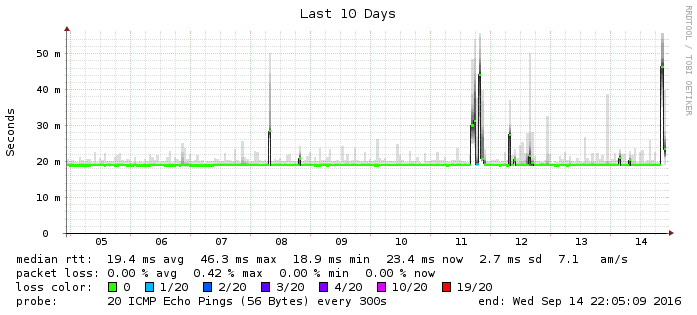 Last 10 Days
RRDTOOL / TOBI OETIKER
Seconds
50 m
40 m
30 m
20 m
10 m
0
05 06 07 08 09 10 11 12 13 14
median rtt: 19.4 ms avg 46.3 ms max 18.9 ms min 23.4 ms now 2.7 ms sd 7.1 am/s
packet loss: 0.00 % avg 0.42 % max 0.00 % min 0.00 % now
loss color: 0 1/20 2/20 3/20 4/20 10/20 19/20
probe: 20 ICMP Echo Pings (56 Bytes) every 300s end: Wed Sep 14 22:05:09 2016